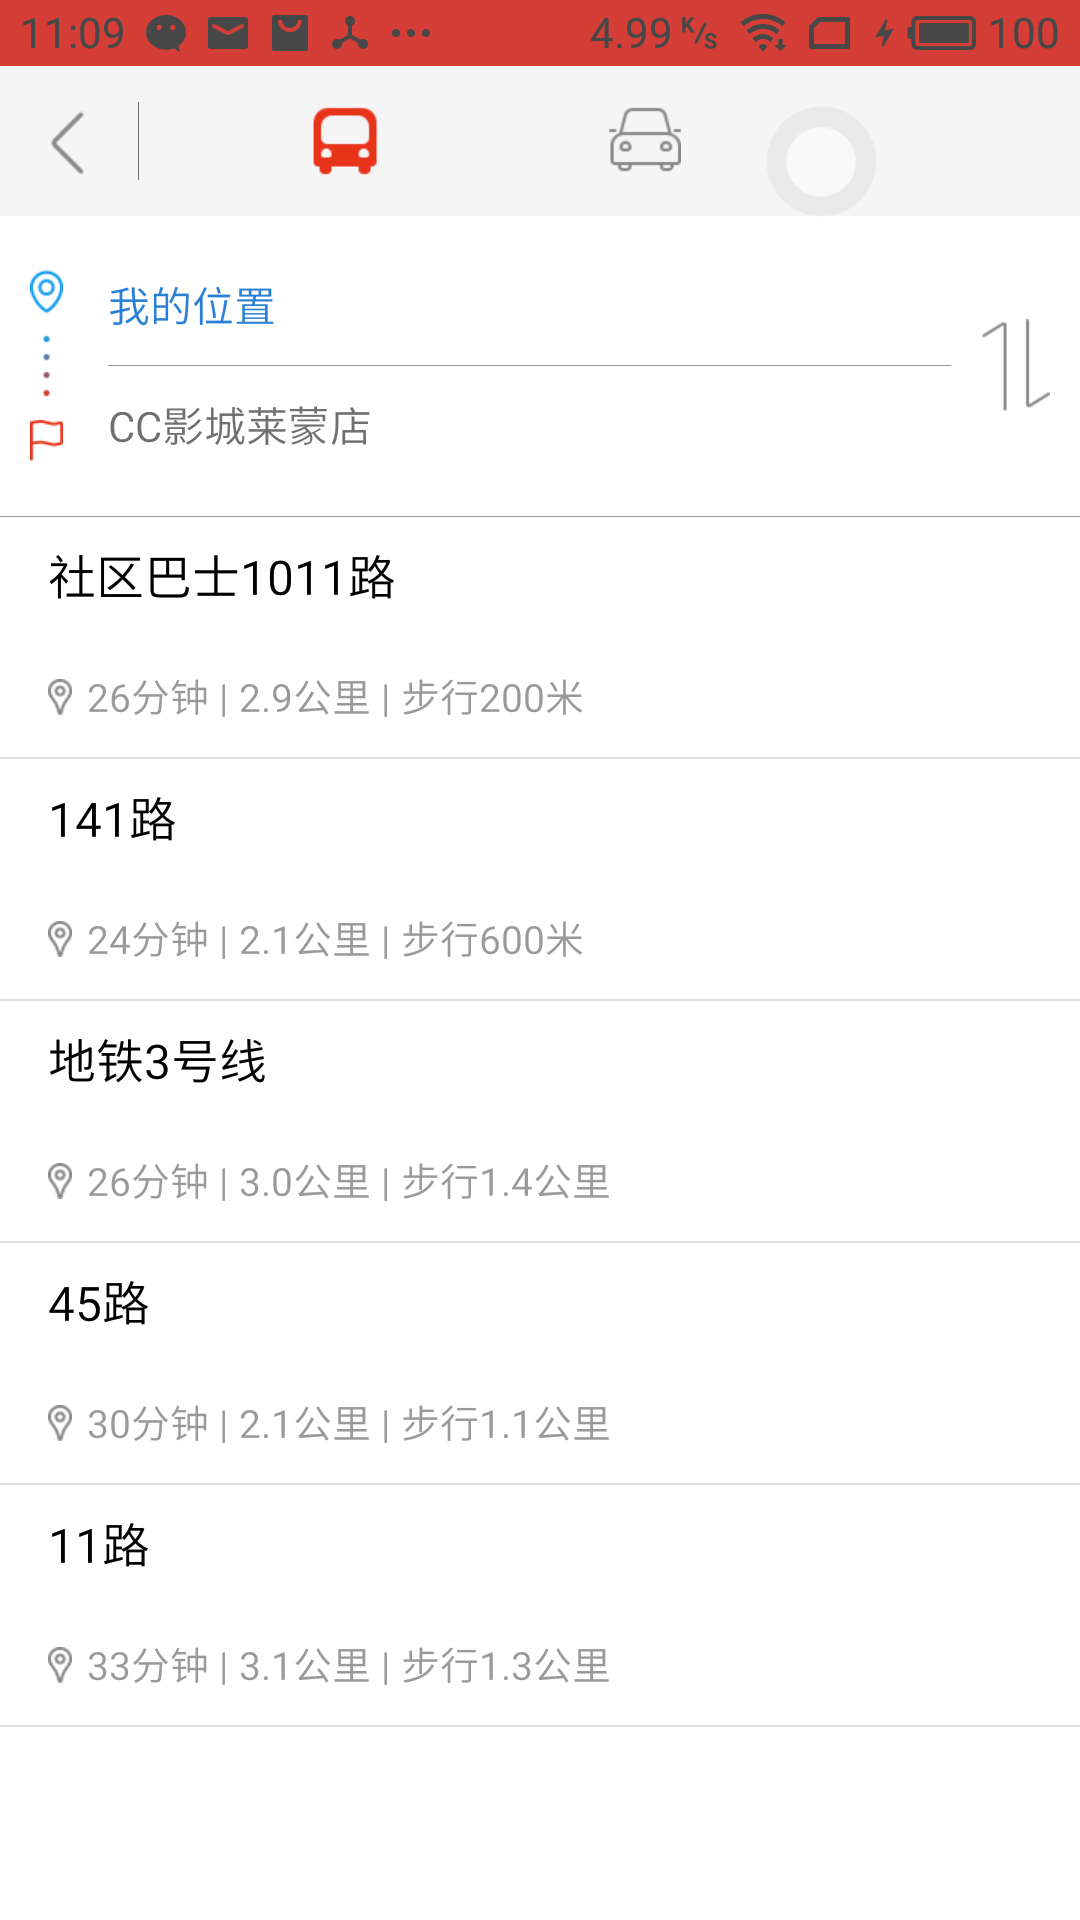 11:09 4.99 K/s 100
我的位置
CC影城莱蒙店
社区巴士1011路
26分钟 | 2.9公里 | 步行200米
141路
24分钟 | 2.1公里 | 步行600米
地铁3号线
26分钟 | 3.0公里 | 步行1.4公里
45路
30分钟 | 2.1公里 | 步行1.1公里
11路
33分钟 | 3.1公里 | 步行1.3公里